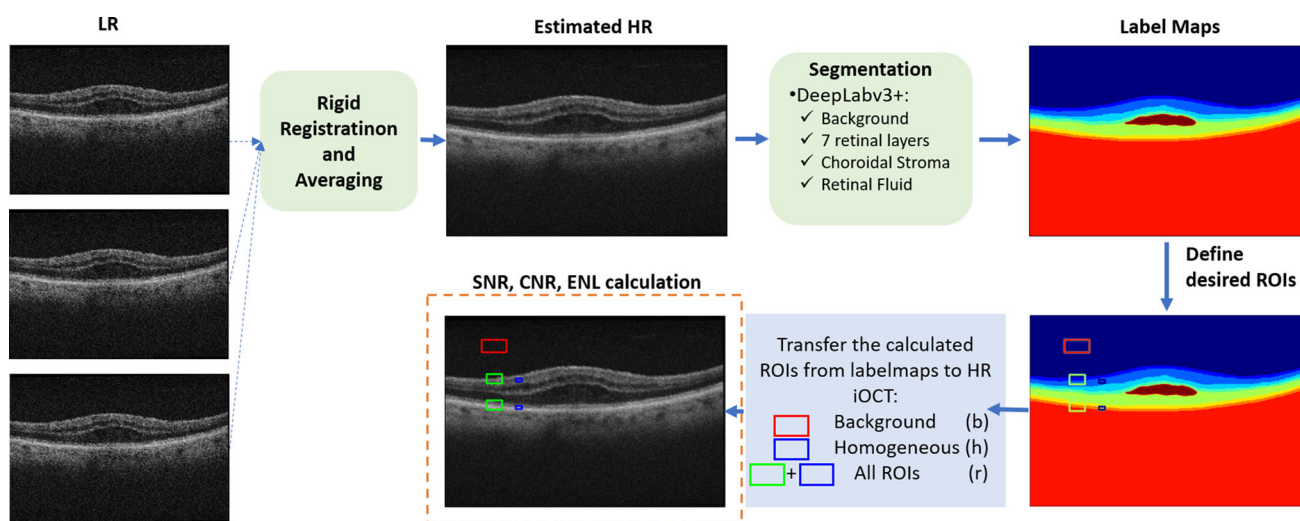 LR
Rigid
Registratinon
and
Averaging
Estimated HR
Segmentation
•DeepLabv3+:
✓ Background
✓ 7 retinal layers
✓ Choroidal Stroma
✓ Retinal Fluid
Label Maps
Define
desired ROIs
Transfer the calculated
ROIs from labelmaps to HR
iOCT:
Background (b)
Homogeneous (h)
+ All ROIs (r)
SNR, CNR, ENL calculation